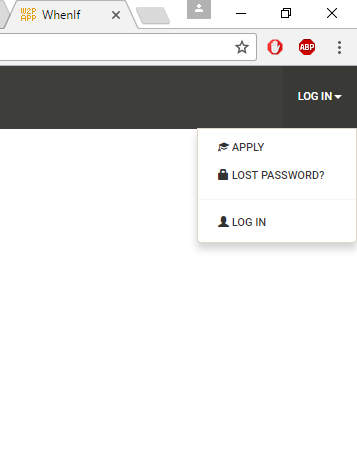 W2P
APP
WhenIf
ABP
LOG IN
APPLY
LOST PASSWORD?
LOG IN